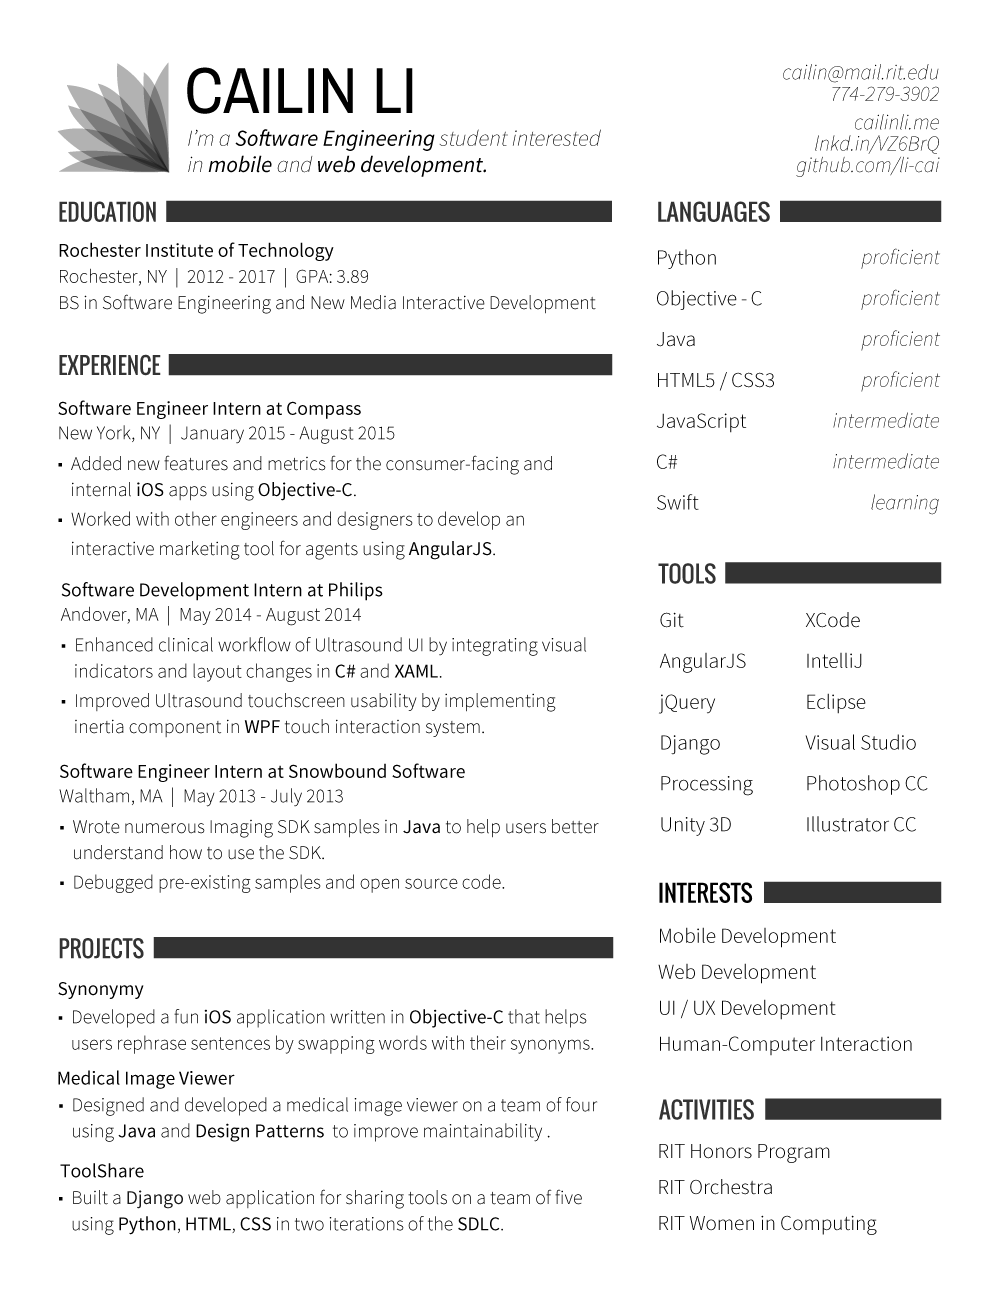 CAILIN LI
I'm a Software Engineering student interested
in mobile and web development.
cailin@mail.rit.edu
774-279-3902
cailinli.me
lnkd.in/VZ6BrQ
github.com/li-cai
EDUCATION
Rochester Institute of Technology
Rochester, NY | 2012 - 2017 | GPA: 3.89
BS in Software Engineering and New Media Interactive Development
EXPERIENCE
Software Engineer Intern at Compass
New York, NY | January 2015 - August 2015
▪ Added new features and metrics for the consumer-facing and
internal iOS apps using Objective-C.
▪ Worked with other engineers and designers to develop an
interactive marketing tool for agents using AngularJS.
Software Development Intern at Philips
Andover, MA | May 2014 - August 2014
▪ Enhanced clinical workflow of Ultrasound UI by integrating visual
indicators and layout changes in C# and XAML.
▪ Improved Ultrasound touchscreen usability by implementing
inertia component in WPF touch interaction system.
Software Engineer Intern at Snowbound Software
Waltham, MA | May 2013 - July 2013
▪ Wrote numerous Imaging SDK samples in Java to help users better
understand how to use the SDK.
▪ Debugged pre-existing samples and open source code.
PROJECTS
Synonymy
▪ Developed a fun iOS application written in Objective-C that helps
users rephrase sentences by swapping words with their synonyms.
Medical Image Viewer
▪ Designed and developed a medical image viewer on a team of four
using Java and Design Patterns to improve maintainability .
ToolShare
▪ Built a Django web application for sharing tools on a team of five
using Python, HTML, CSS in two iterations of the SDLC.
LANGUAGES
Python proficient
Objective - C proficient
Java proficient
HTML5 / CSS3 proficient
JavaScript intermediate
C# intermediate
Swift learning
TOOLS
Git XCode
AngularJS IntelliJ
jQuery Eclipse
Django Visual Studio
Processing Photoshop CC
Unity 3D Illustrator CC
INTERESTS
Mobile Development
Web Development
UI / UX Development
Human-Computer Interaction
ACTIVITIES
RIT Honors Program
RIT Orchestra
RIT Women in Computing